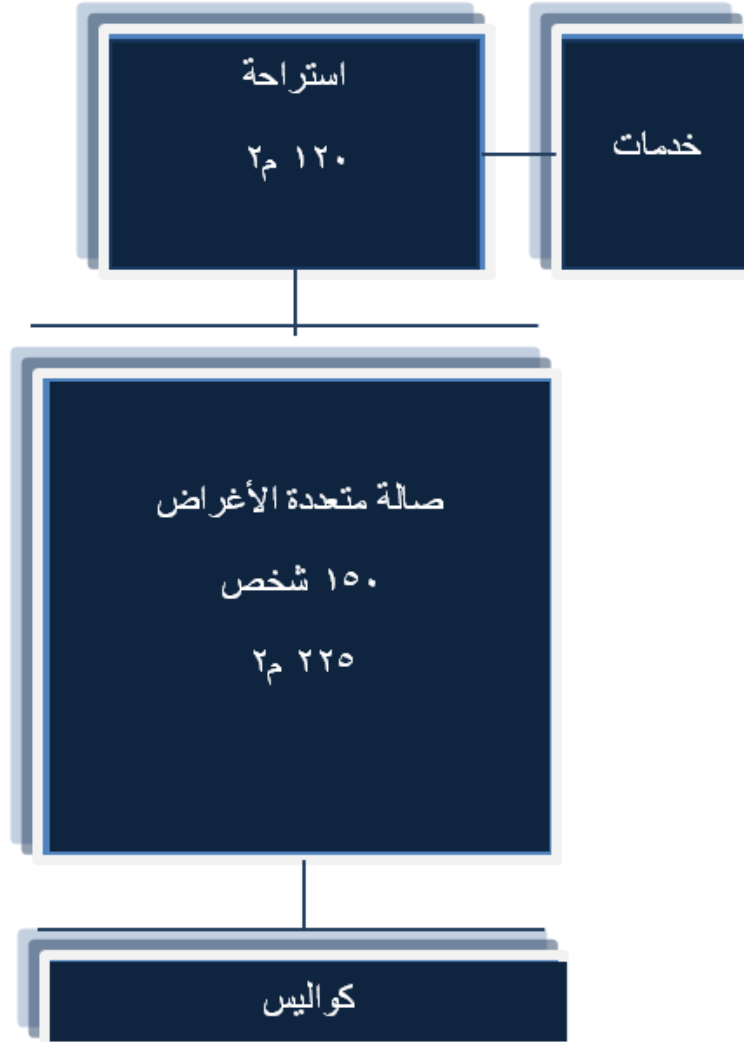 استراحة
١٢٠ م٢
خدمات
صالة متعددة الأغراض
١٥٠ شخص
٢٢٥ م٢
كواليس